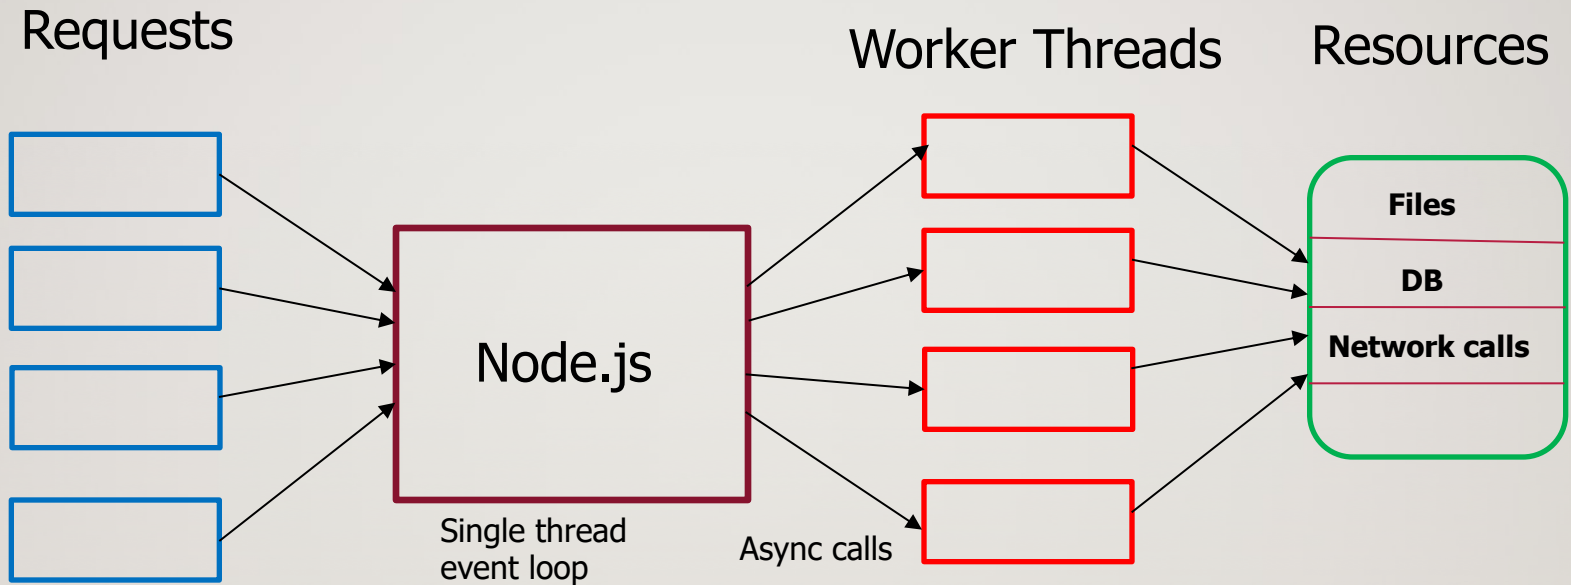 Requests
Worker Threads
Resources
Files
DB
Network calls
Node.js
Single thread
event loop
Async calls